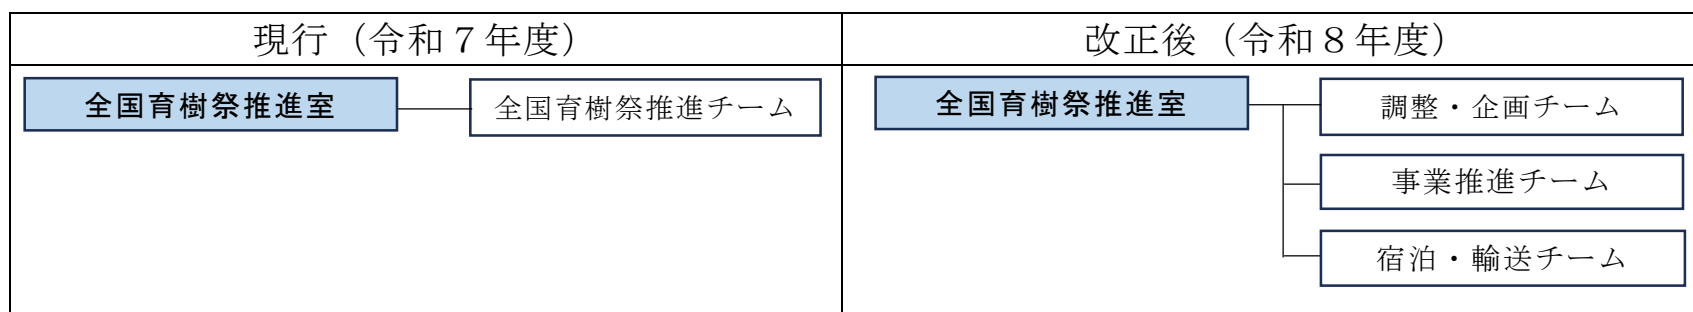 現行（令和７年度）
改正後（令和８年度）
全国育樹祭推進室
全国育樹祭推進チーム
全国育樹祭推進室
調整・企画チーム
事業推進チーム
宿泊・輸送チーム